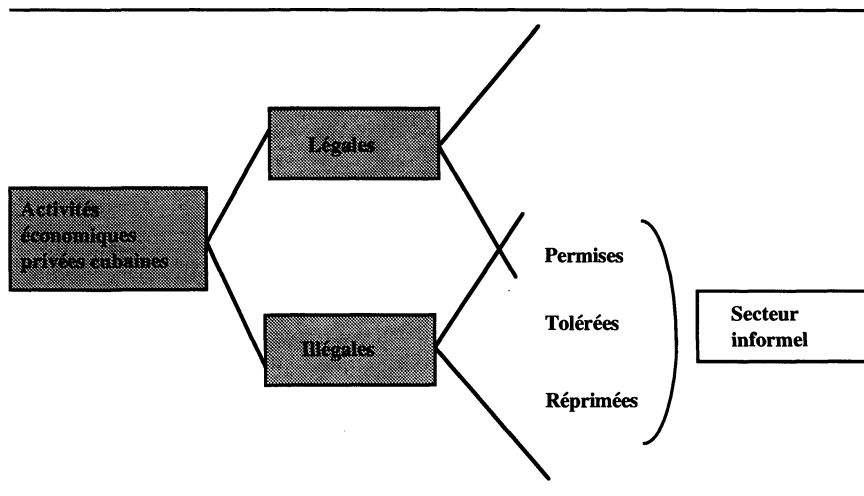 Légales
Activités
économiques
privées cubaines
Illégales
Permises
Tolérées
Réprimées
Secteur
informel